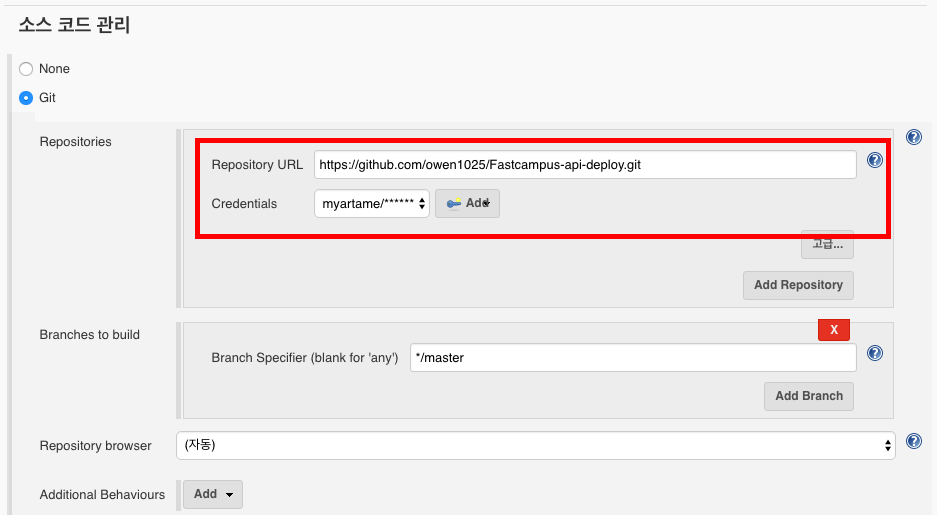 소스 코드 관리
None
Git
Repositories
Repository URL https://github.com/owen1025/Fastcampus-api-deploy.git
Credentials myartame/****** Add
고급...
Add Repository
Branches to build
X
Branch Specifier (blank for 'any') */master
Add Branch
Repository browser (자동)
Additional Behaviours Add